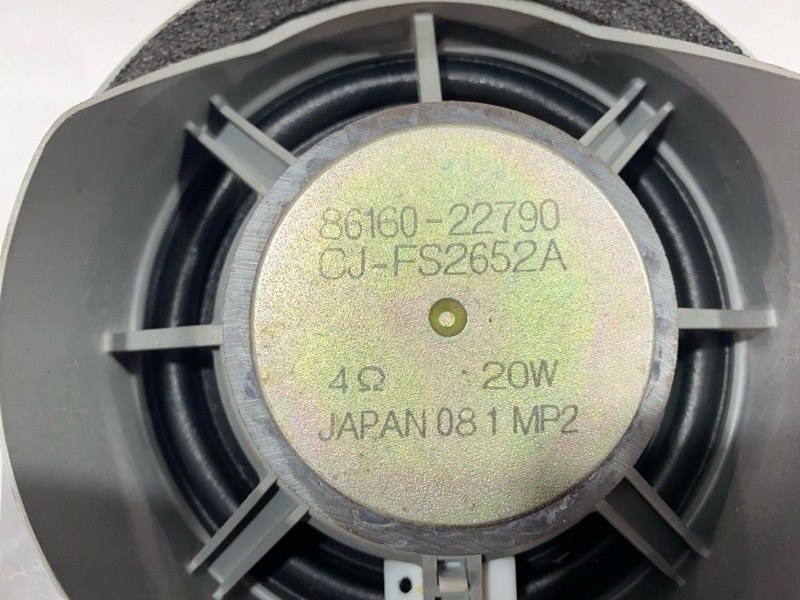 86160-22790
CJ-FS2652A
4Ω 20W
JAPAN 08 1 MP2